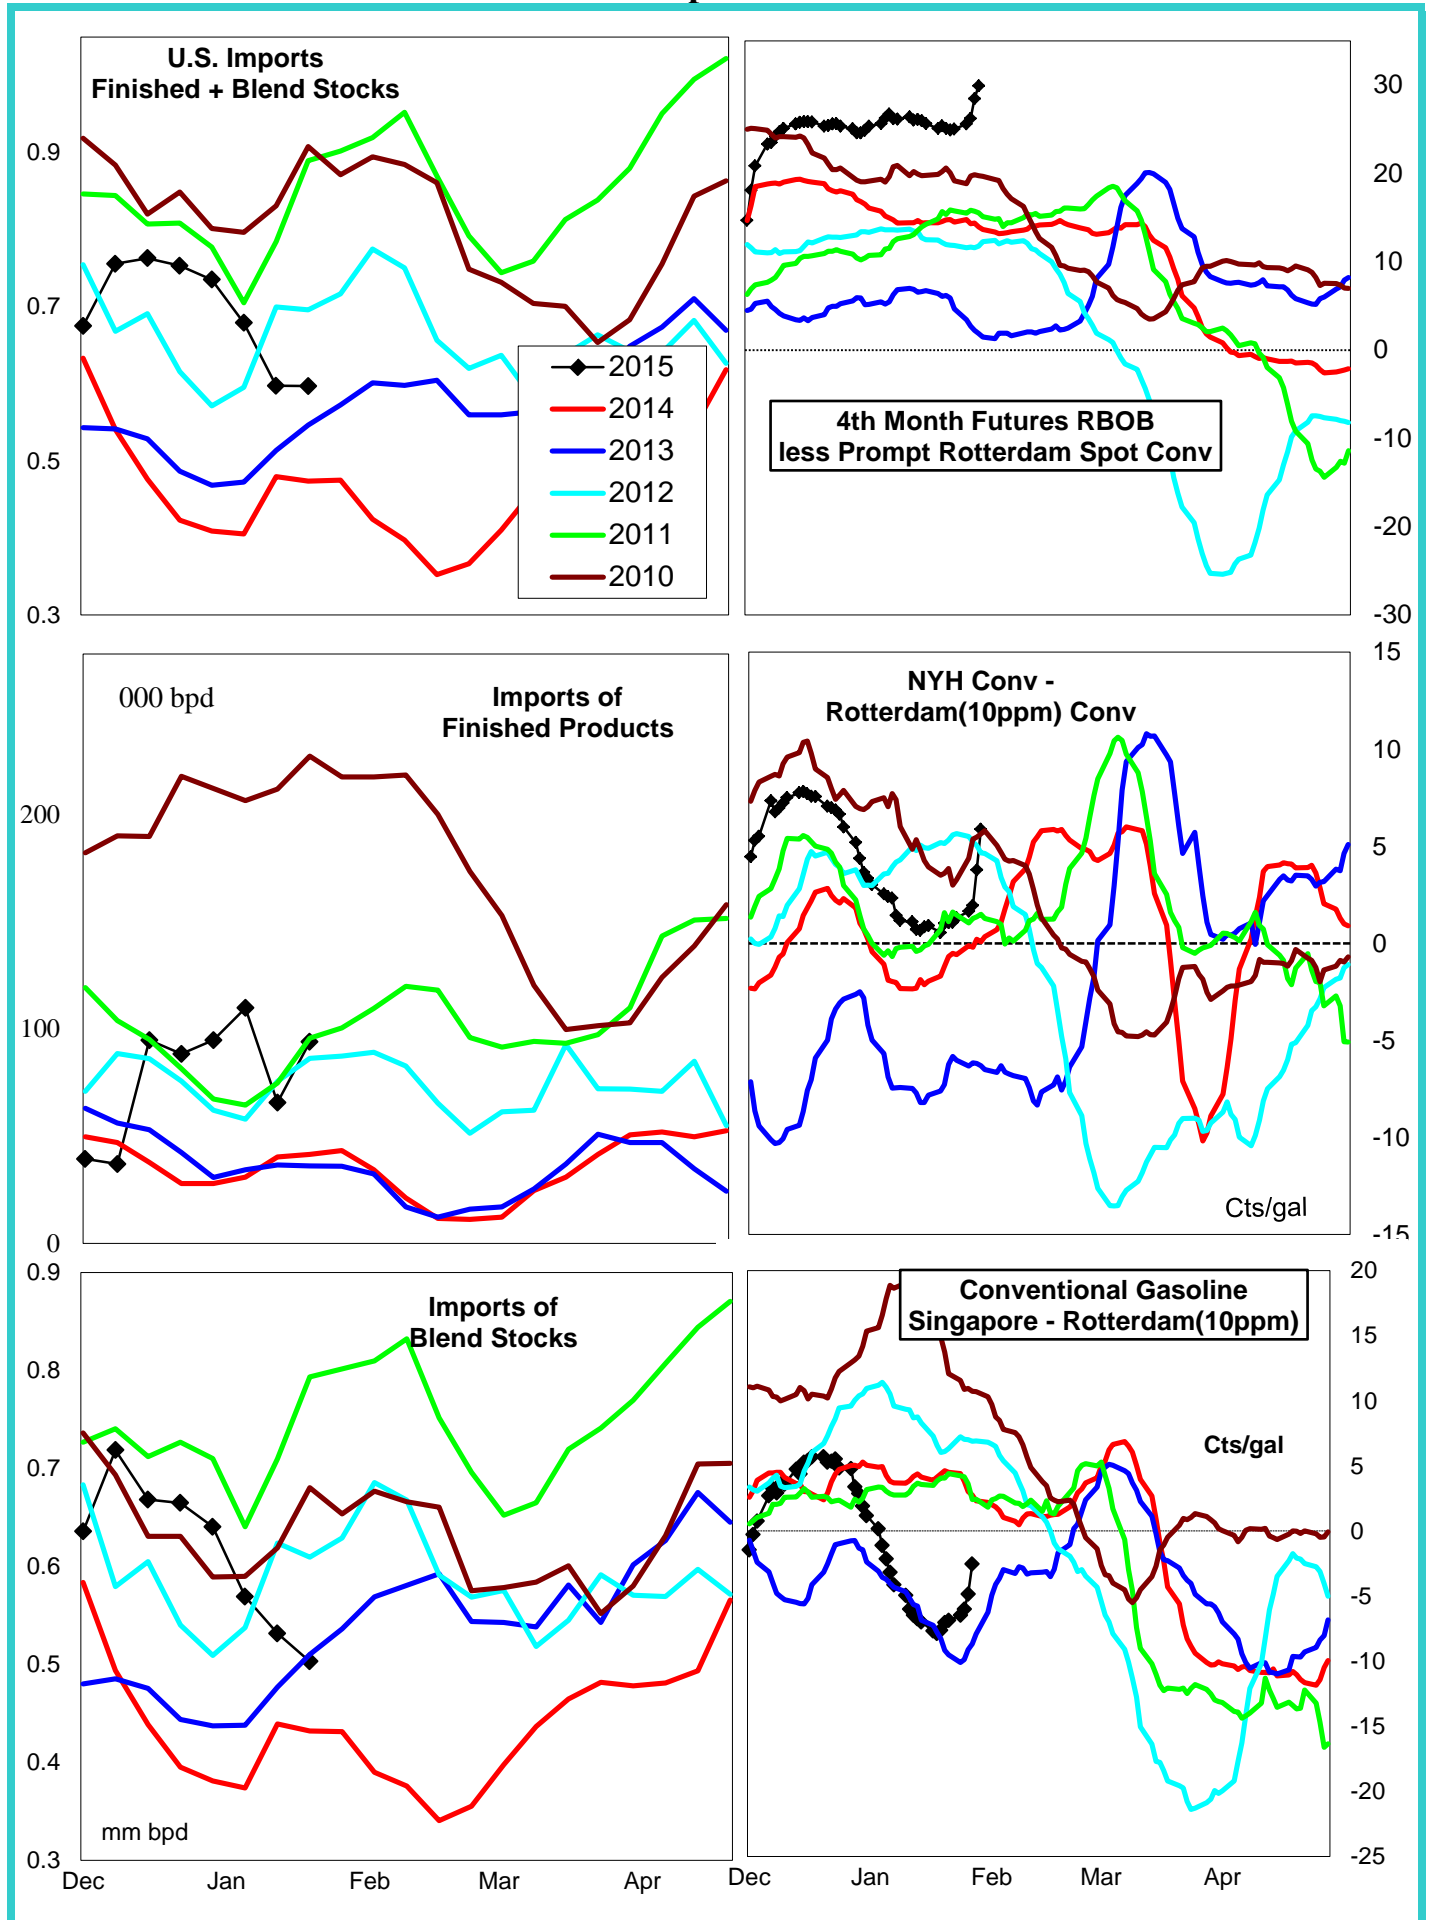 U.S. Imports
Finished + Blend Stocks
0.9
0.7
0.5
0.3
2015
2014
2013
2012
2011
2010
30
20
10
0
-10
-20
-30
4th Month Futures RBOB
less Prompt Rotterdam Spot Conv
000 bpd
Imports of
Finished Products
200
100
0
NYH Conv -
Rotterdam(10ppm) Conv
15
10
5
0
-5
-10
-15
Cts/gal
Imports of
Blend Stocks
0.9
0.8
0.7
0.6
0.5
0.4
0.3
mm bpd
Dec
Jan
Feb
Mar
Apr
Conventional Gasoline
Singapore - Rotterdam(10ppm)
Cts/gal
20
15
10
5
0
-5
-10
-15
-20
-25
Dec
Jan
Feb
Mar
Apr